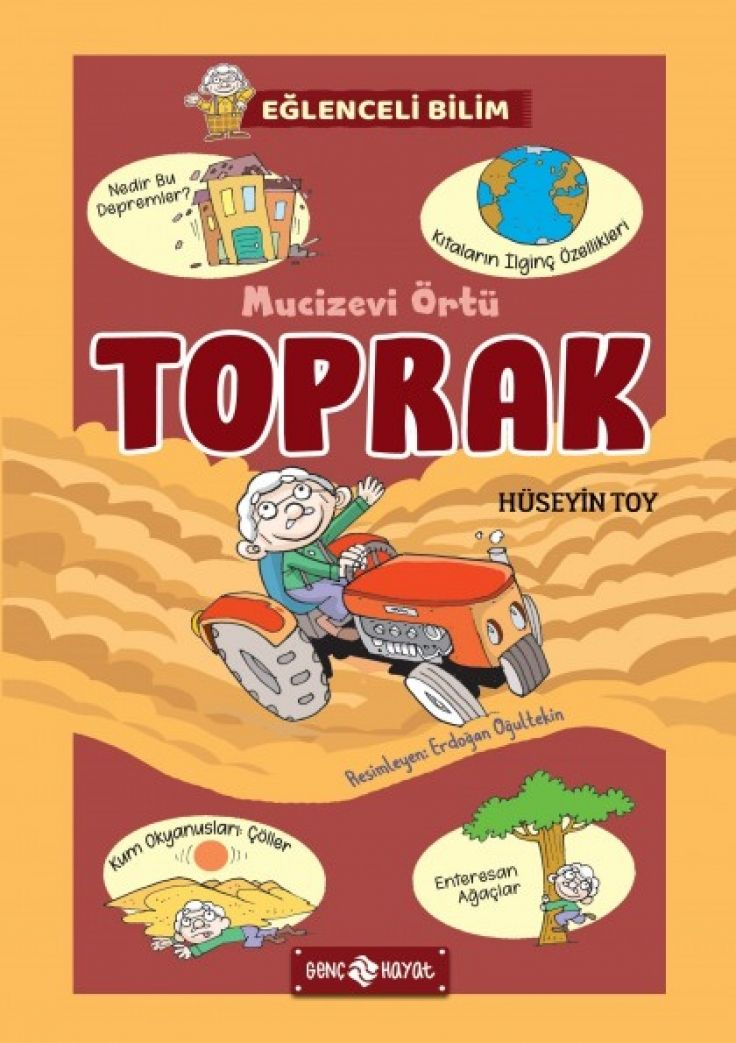 EĞLENCELİ BİLİM
Nedir Bu
Depremler?
Kıtaların İlginç Özellikleri
Mucizevi Örtü
TOPRAK
HÜSEYİN TOY
Resimleyen: Erdoğan Oğultekin
Kum Okyanusları: Çöller
Enteresan
Ağaçlar
GENÇ HAYAT